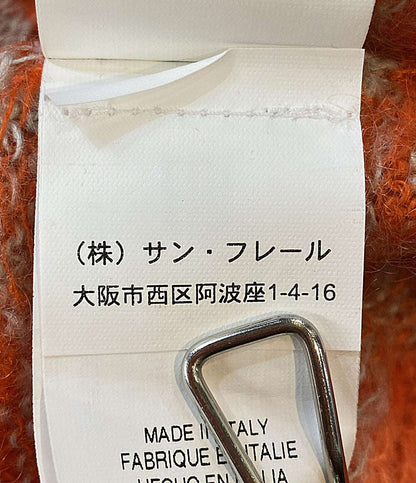 （株）サン・フレール
大阪市西区阿波座1-4-16
MADE IN ITALY
FABRIQUE ITALIE
HECHO EN